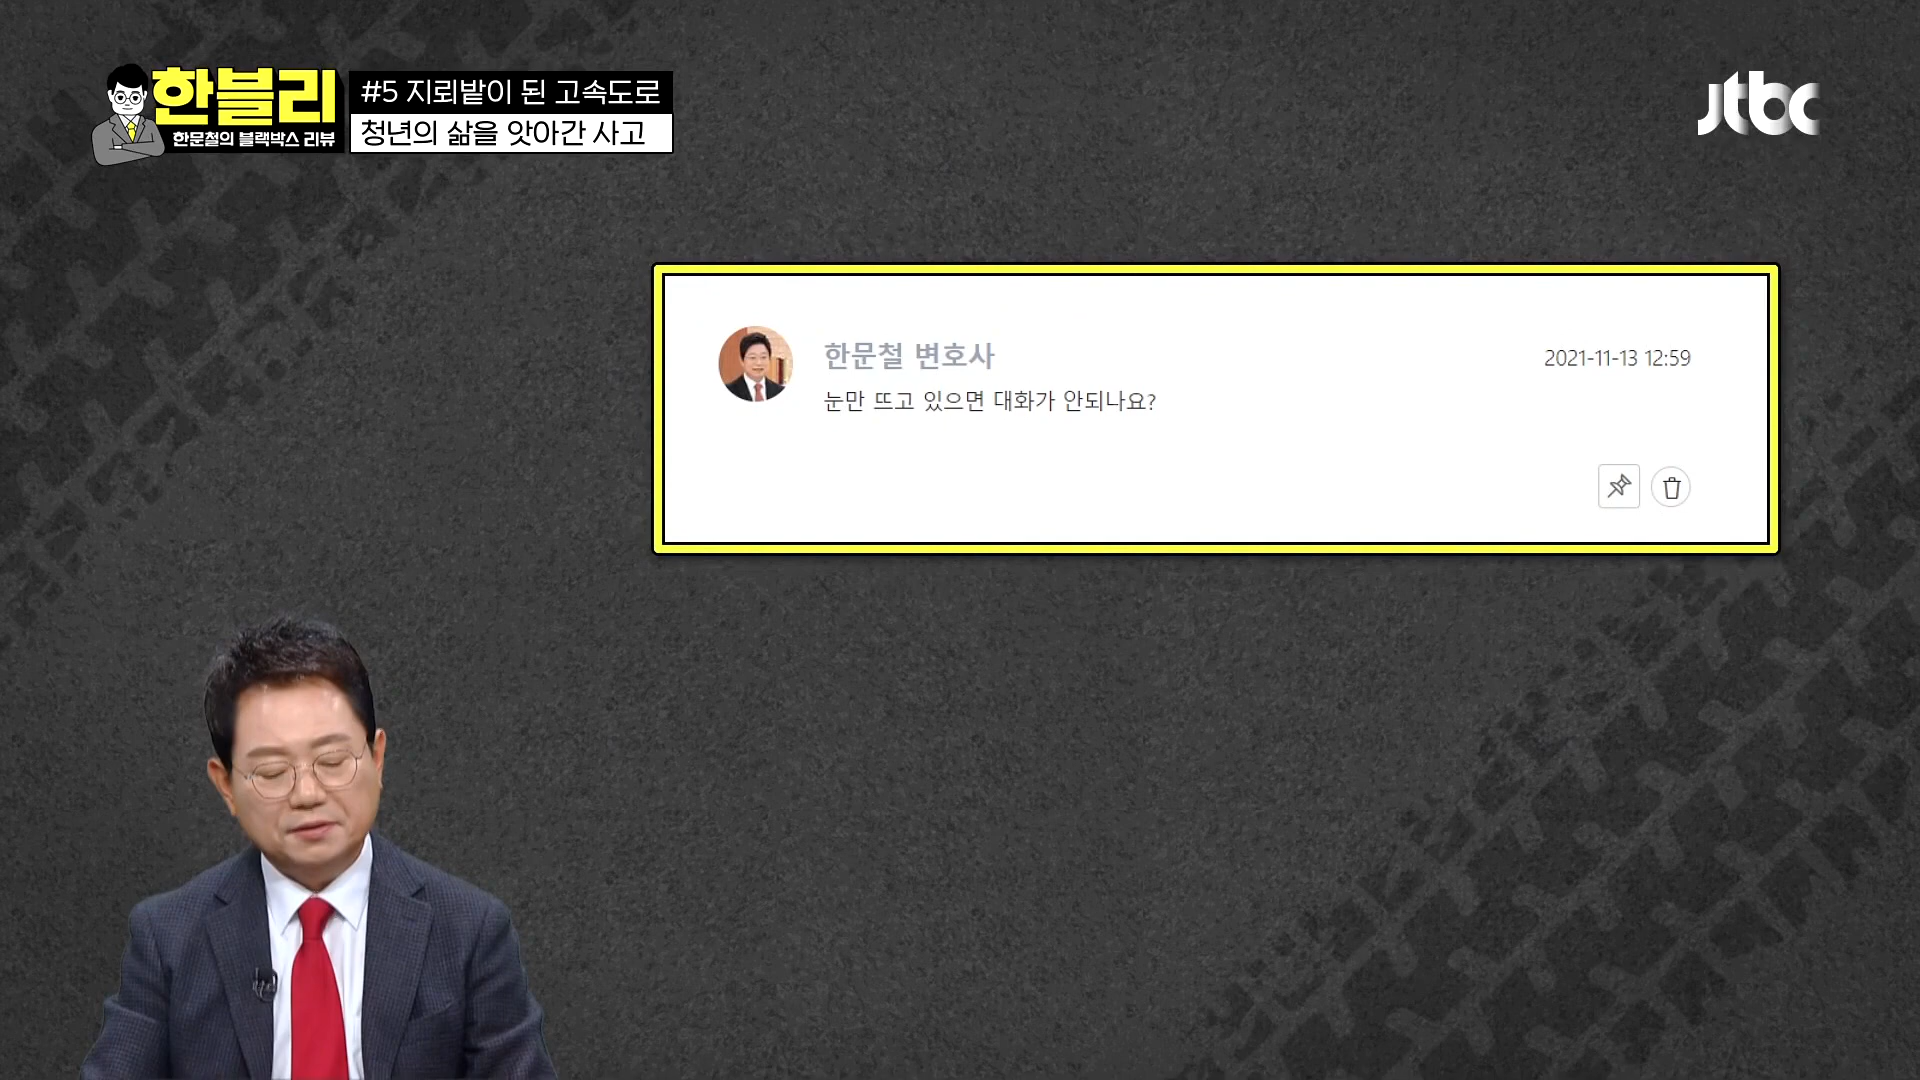 한블리
한문철의 블랙박스 리뷰
#5 지뢰밭이 된 고속도로
청년의 삶을 앗아간 사고
jtbc
한문철 변호사
2021-11-13 12:59
눈만 뜨고 있으면 대화가 안되나요?